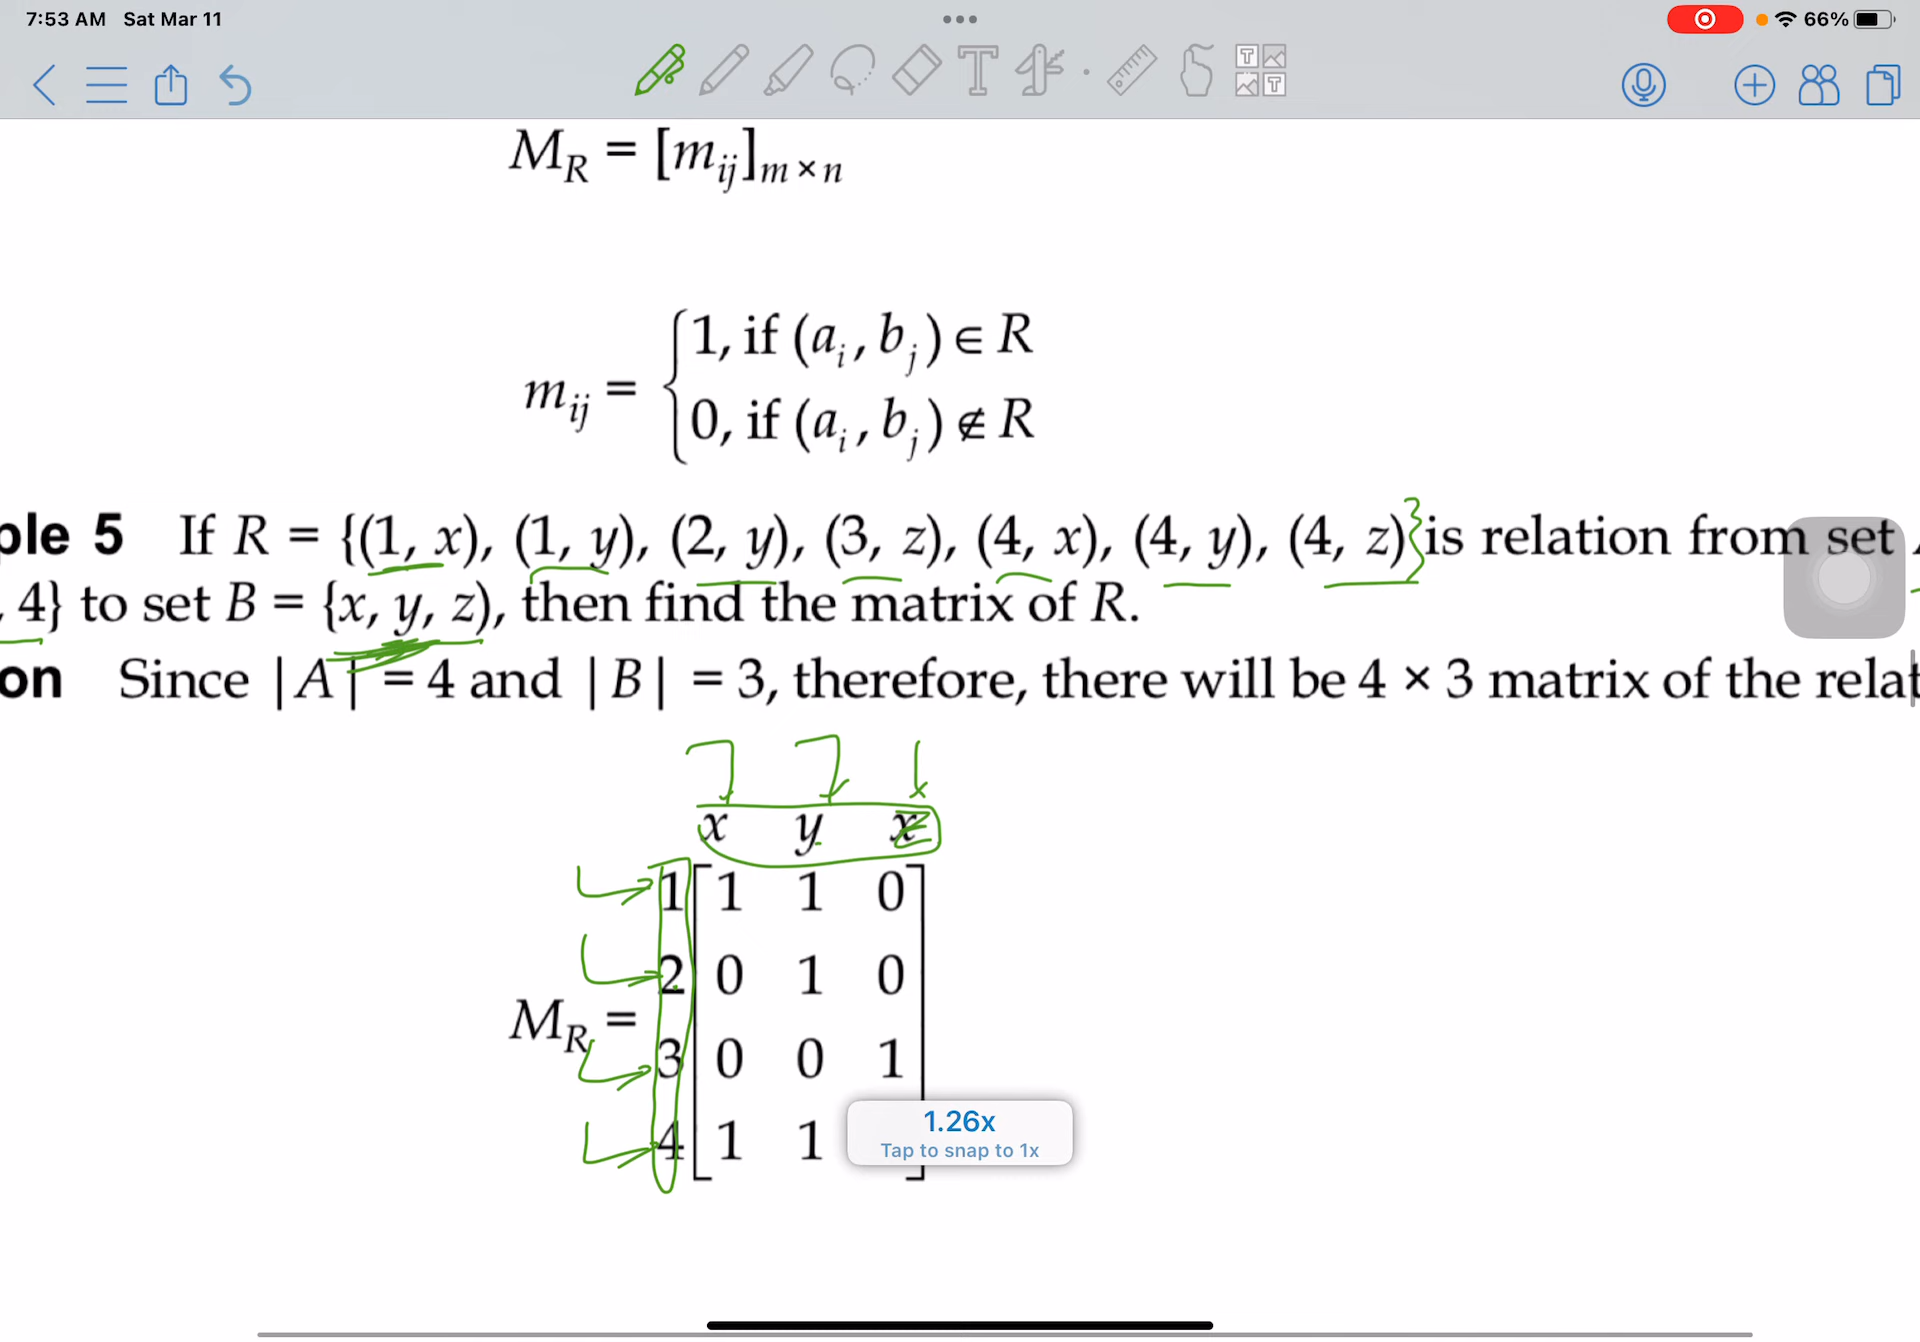 7:53 AM Sat Mar 11
66%
M_R = [m_ij]_m × n
m_ij = { 1, if (a_i, b_j) ∈ R
0, if (a_i, b_j) ∉ R
ple 5 If R = {(1, x), (1, y), (2, y), (3, z), (4, x), (4, y), (4, z)} is relation from set
, 4} to set B = {x, y, z), then find the matrix of R.
on Since |A| = 4 and |B| = 3, therefore, there will be 4 × 3 matrix of the relat
x y z
1 1 1 0
2 0 1 0
M_R =
3 0 0 1
4 1 1
1.26x
Tap to snap to 1x